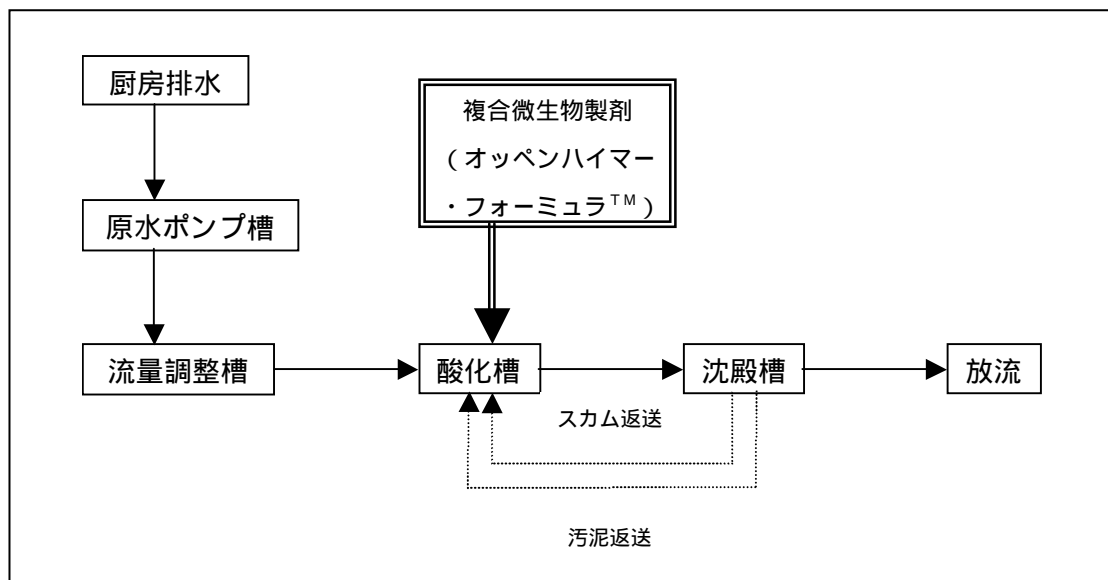 厨房排水
複合微生物製剤
(オッペンハイマー
・フォーミュラTM)
原水ポンプ槽
流量調整槽
酸化槽
沈殿槽
放流
スカム返送
汚泥返送